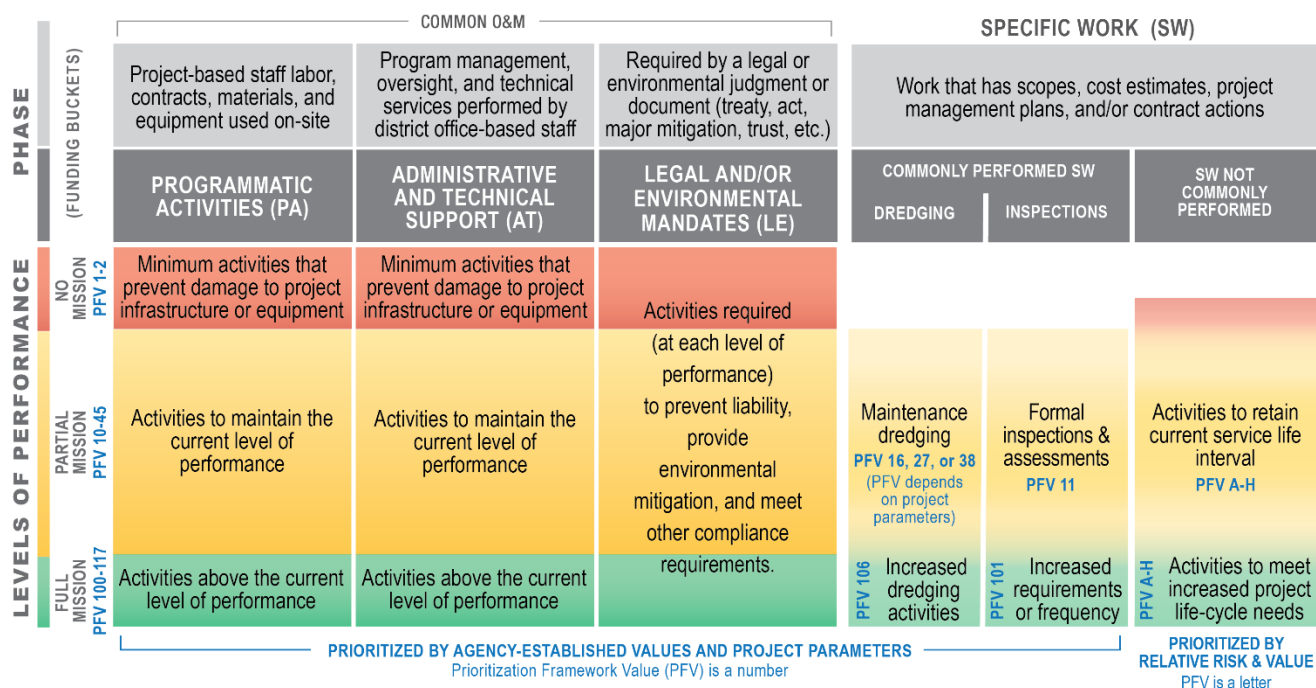 COMMON O&M
SPECIFIC WORK (SW)
PHASE
(FUNDING BUCKETS)
Project-based staff labor,
contracts, materials, and
equipment used on-site
Program management,
oversight, and technical
services performed by
district office-based staff
Required by a legal or
environmental judgment or
document (treaty, act,
major mitigation, trust, etc.)
Work that has scopes, cost estimates, project
management plans, and/or contract actions
PROGRAMMATIC
ACTIVITIES (PA)
ADMINISTRATIVE
AND TECHNICAL
SUPPORT (AT)
LEGAL AND/OR
ENVIRONMENTAL
MANDATES (LE)
COMMONLY PERFORMED SW
DREDGING
INSPECTIONS
SW NOT
COMMONLY
PERFORMED
LEVELS OF PERFORMANCE
NO
MISSION
PFV 1-2
Minimum activities that
prevent damage to project
infrastructure or equipment
Minimum activities that
prevent damage to project
infrastructure or equipment
Activities required
(at each level of
performance)
to prevent liability,
provide
environmental
mitigation, and meet
other compliance
requirements.
PARTIAL
MISSION
PFV 10-45
Activities to maintain the
current level of
performance
Activities to maintain the
current level of
performance
Maintenance
dredging
PFV 16, 27, or 38
(PFV depends
on project
parameters)
Formal
inspections &
assessments
PFV 11
Activities to retain
current service life
interval
PFV A-H
FULL
MISSION
PFV 100-117
Activities above the current
level of performance
Activities above the current
level of performance
PFV 106
Increased
dredging
activities
PFV 101
Increased
requirements
or frequency
PFV A-H
Activities to meet
increased project
life-cycle needs
PRIORITIZED BY AGENCY-ESTABLISHED VALUES AND PROJECT PARAMETERS
Prioritization Framework Value (PFV) is a number
PRIORITIZED BY
RELATIVE RISK & VALUE
PFV is a letter